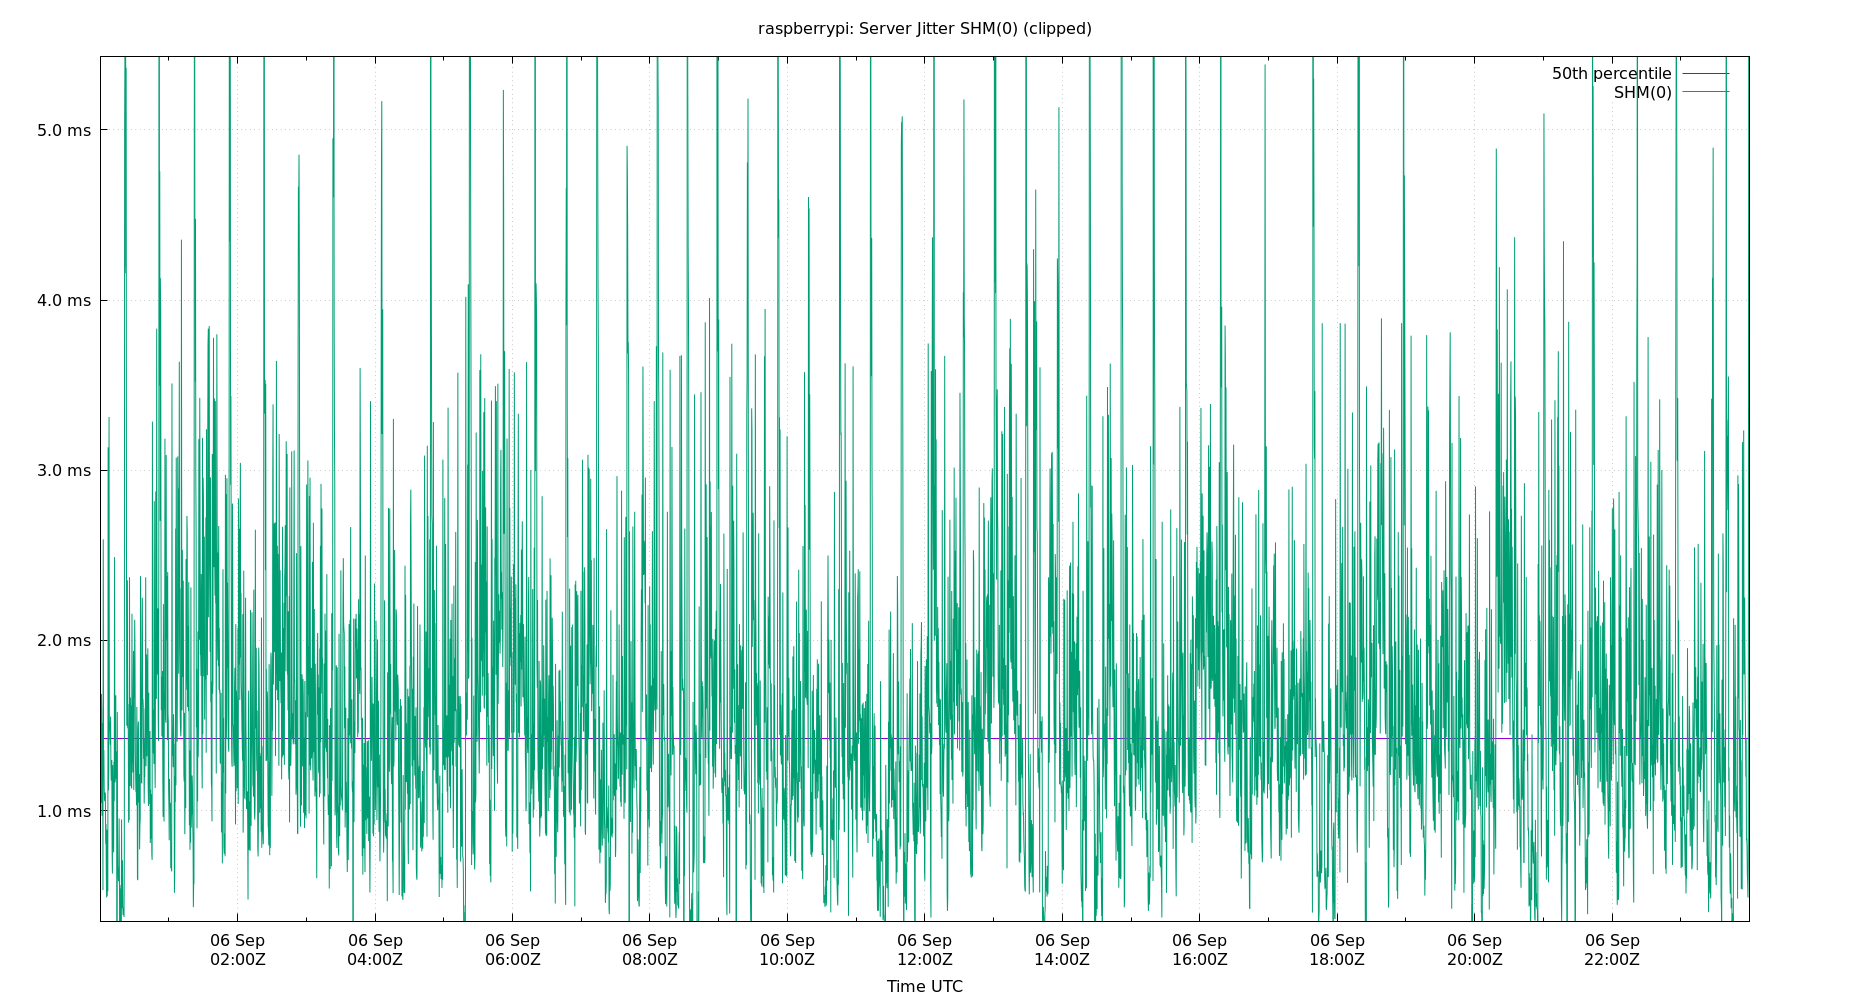 raspberrypi: Server Jitter SHM(0) (clipped)
50th percentile
SHM(0)
5.0 ms
4.0 ms
3.0 ms
2.0 ms
1.0 ms
06 Sep 06 Sep 06 Sep 06 Sep 06 Sep 06 Sep 06 Sep 06 Sep 06 Sep 06 Sep 06 Sep
02:00Z 04:00Z 06:00Z 08:00Z 10:00Z 12:00Z 14:00Z 16:00Z 18:00Z 20:00Z 22:00Z
Time UTC